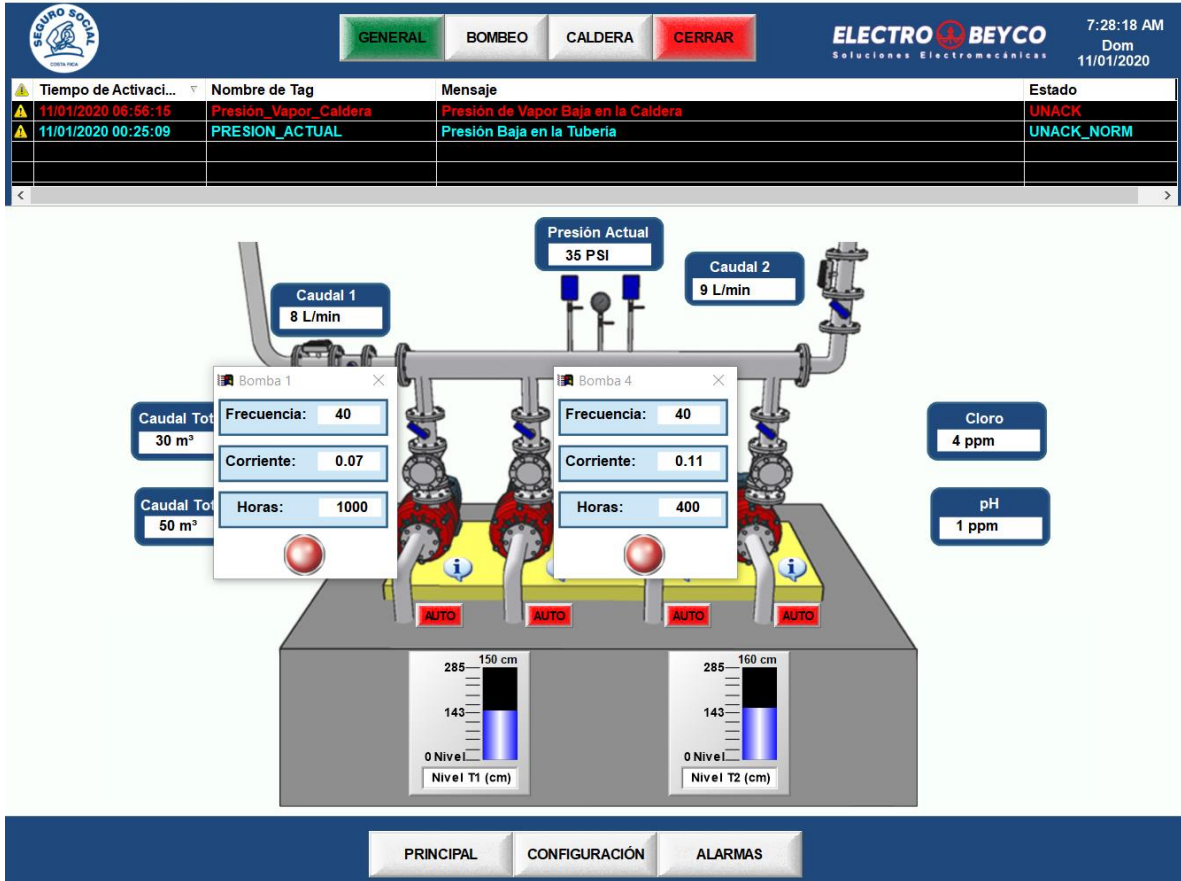 SEGURO SOCIAL
COSTA RICA
GENERAL
BOMBEO
CALDERA
CERRAR
ELECTRO BEYCO
Soluciones Electromecánicas
7:28:18 AM
Dom
11/01/2020
Tiempo de Activaci... Nombre de Tag Mensaje Estado
11/01/2020 06:56:15 Presión_Vapor_Caldera Presión de Vapor Baja en la Caldera UNACK
11/01/2020 00:25:09 PRESION_ACTUAL Presión Baja en la Tubería UNACK_NORM
Presión Actual
35 PSI
Caudal 2
9 L/min
Caudal 1
8 L/min
Bomba 1
Frecuencia: 40
Corriente: 0.07
Horas: 1000
Bomba 4
Frecuencia: 40
Corriente: 0.11
Horas: 400
Caudal Tot
30 m³
Caudal Tot
50 m³
Cloro
4 ppm
pH
1 ppm
AUTO
AUTO
AUTO
AUTO
150 cm
285
143
0 Nivel
Nivel T1 (cm)
160 cm
285
143
0 Nivel
Nivel T2 (cm)
PRINCIPAL
CONFIGURACIÓN
ALARMAS